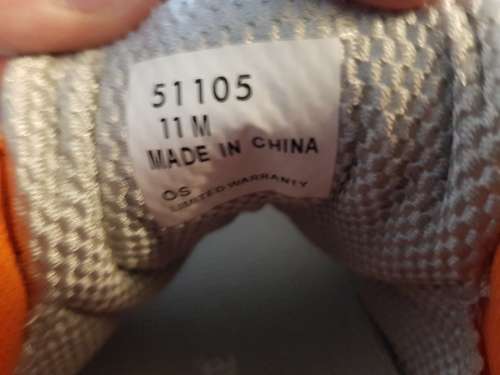 51105
11 M
MADE IN CHINA
OS
LIMITED WARRANTY